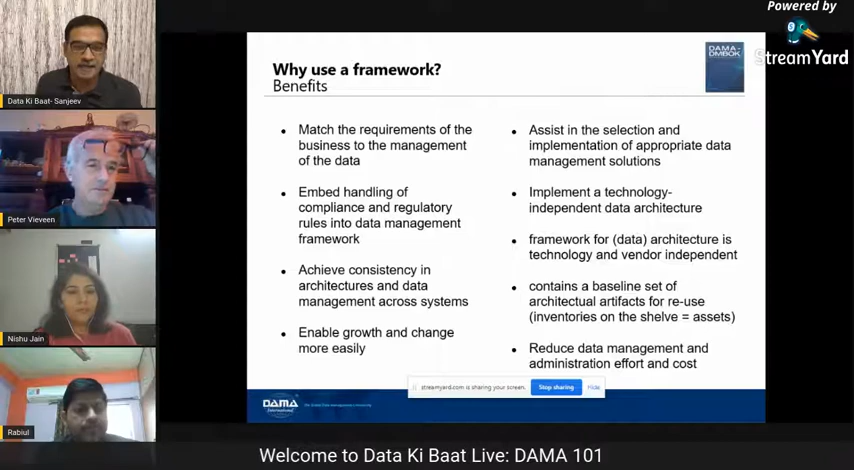 Powered by
StreamYard
Data Ki Baat- Sanjeev
Peter Vieveen
Nishu Jain
Rabiul
Why use a framework?
Benefits
DAMA-
DMBOK
• Match the requirements of the
business to the management
of the data
• Embed handling of
compliance and regulatory
rules into data management
framework
• Achieve consistency in
architectures and data
management across systems
• Enable growth and change
more easily
• Assist in the selection and
implementation of appropriate data
management solutions
• Implement a technology-
independent data architecture
• framework for (data) architecture is
technology and vendor independent
• contains a baseline set of
architectual artifacts for re-use
(inventories on the shelve = assets)
• Reduce data management and
administration effort and cost
streamyard.com is sharing your screen.
Stop sharing
Hide
DAMA
International
Welcome to Data Ki Baat Live: DAMA 101